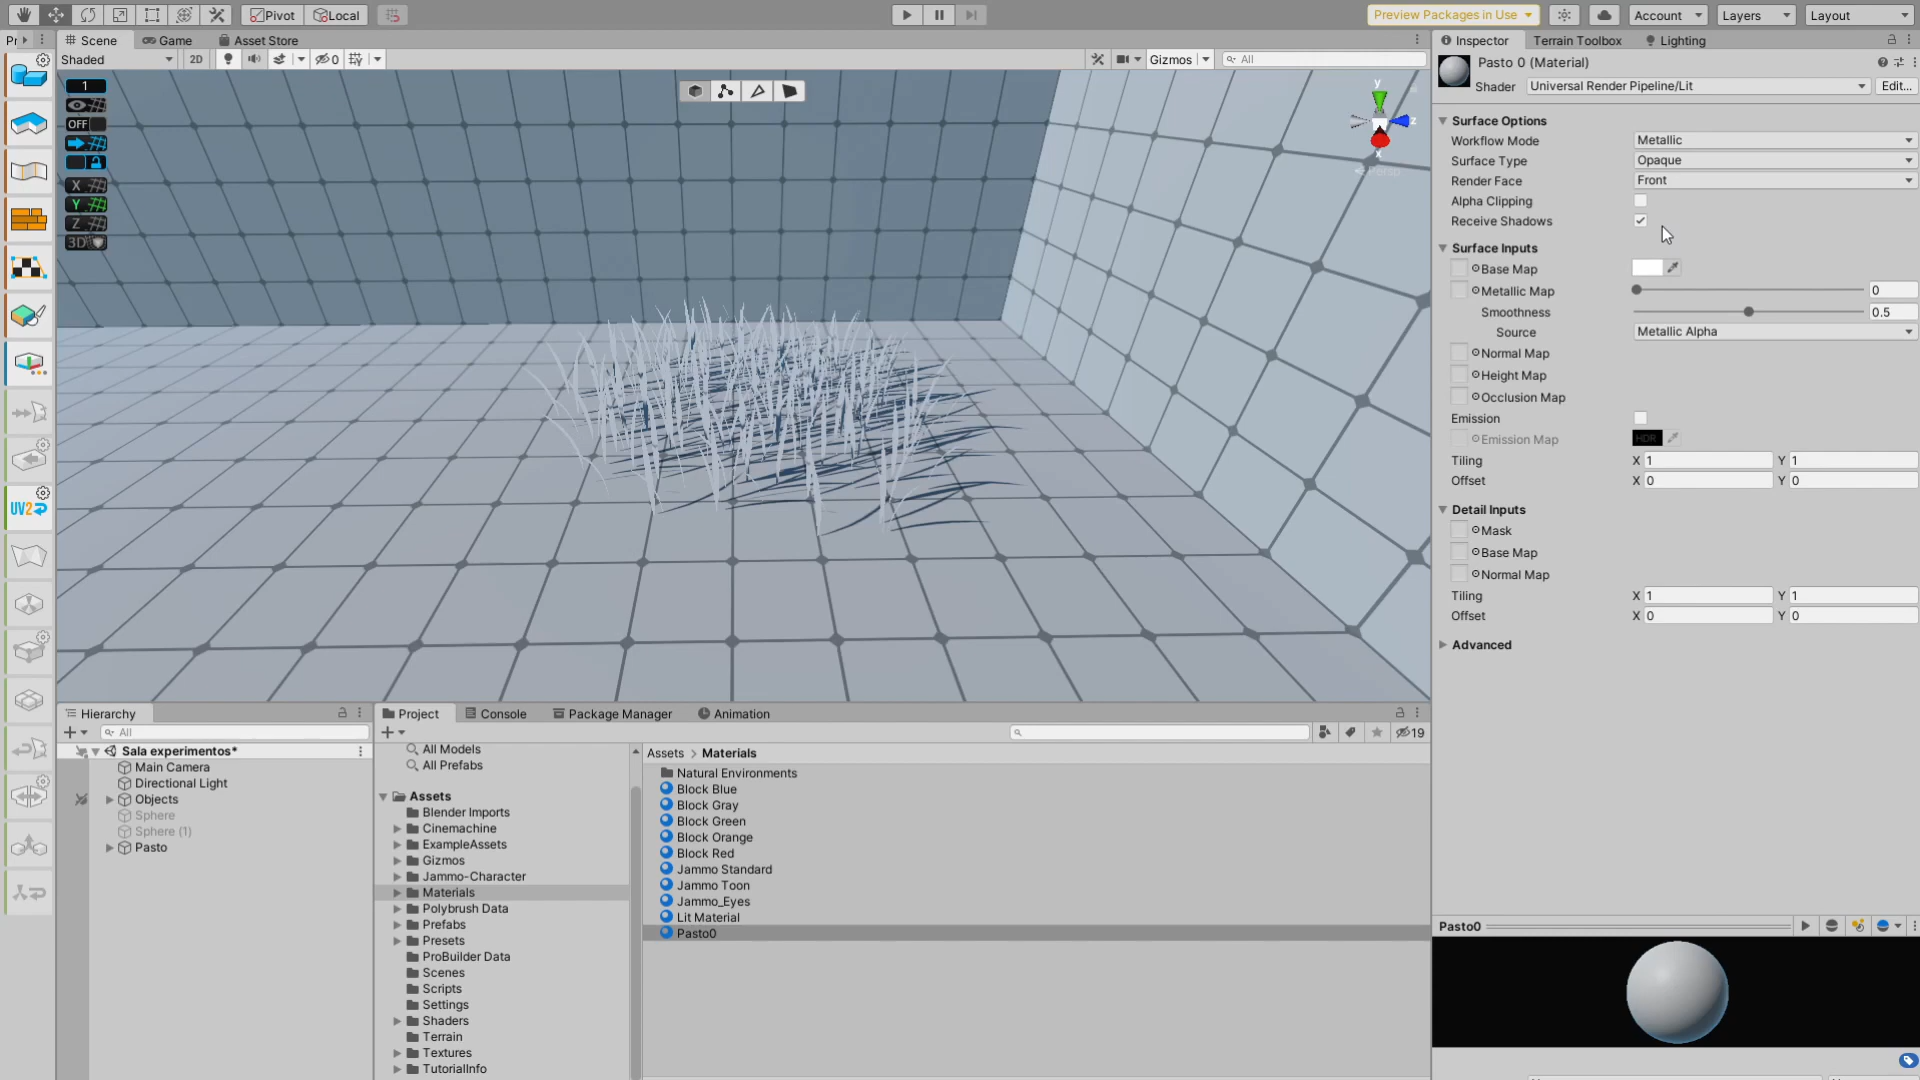 Pivot Local Preview Packages in Use Account Layers Layout
Pr Scene Game Asset Store Inspector Terrain Toolbox Lighting
Shaded 2D 0 Gizmos All
Pasto 0 (Material)
Shader Universal Render Pipeline/Lit Edit...
1
OFF
X
Y
Z
3D
y
z
x
Persp
UV2
Surface Options
Workflow Mode Metallic
Surface Type Opaque
Render Face Front
Alpha Clipping
Receive Shadows
Surface Inputs
Base Map
Metallic Map 0
Smoothness 0.5
Source Metallic Alpha
Normal Map
Height Map
Occlusion Map
Emission
Emission Map HDR
Tiling X 1 Y 1
Offset X 0 Y 0
Detail Inputs
Mask
Base Map
Normal Map
Tiling X 1 Y 1
Offset X 0 Y 0
Advanced
Hierarchy
All
Sala experimentos*
Main Camera
Directional Light
Objects
Sphere
Sphere (1)
Pasto
Project Console Package Manager Animation
19
All Models
All Prefabs
Assets
Blender Imports
Cinemachine
ExampleAssets
Gizmos
Jammo-Character
Materials
Polybrush Data
Prefabs
Presets
ProBuilder Data
Scenes
Scripts
Settings
Shaders
Terrain
Textures
TutorialInfo
Assets > Materials
Natural Environments
Block Blue
Block Gray
Block Green
Block Orange
Block Red
Jammo Standard
Jammo Toon
Jammo_Eyes
Lit Material
Pasto0
Pasto0